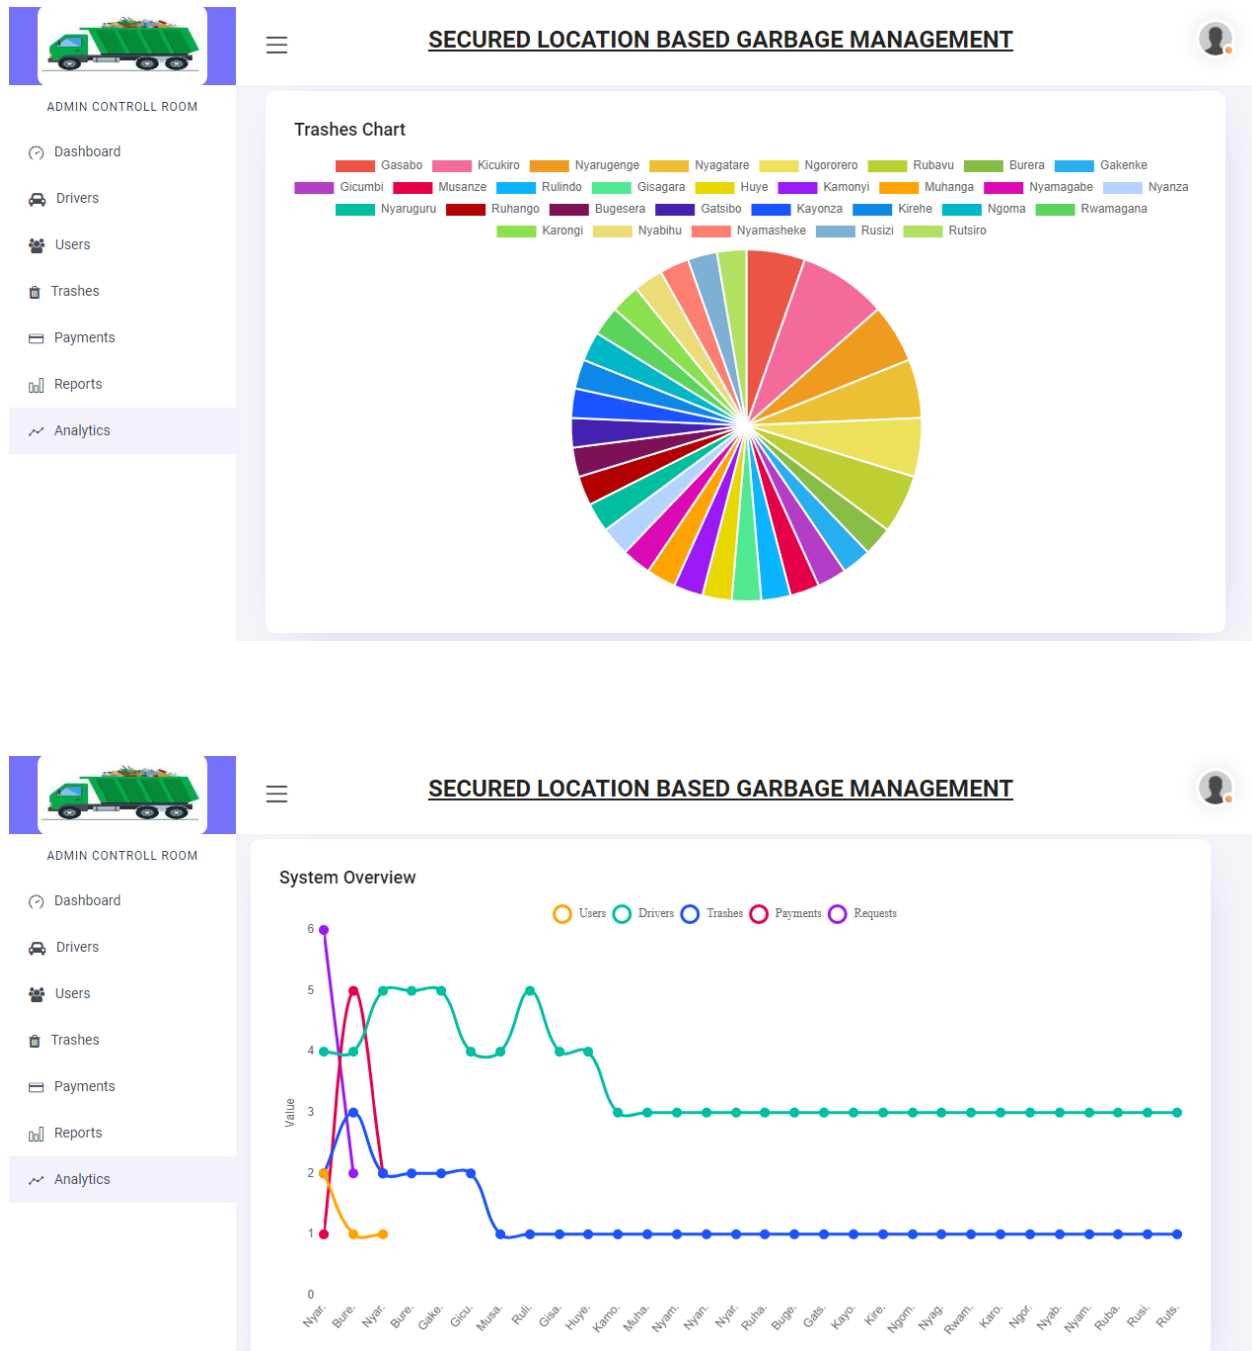 SECURED LOCATION BASED GARBAGE MANAGEMENT
ADMIN CONTROLL ROOM
Dashboard
Drivers
Users
Trashes
Payments
Reports
Analytics
Trashes Chart
Gasabo Kicukiro Nyarugenge Nyagatare Ngororero Rubavu Burera Gakenke
Gicumbi Musanze Rulindo Gisagara Huye Kamonyi Muhanga Nyamagabe Nyanza
Nyaruguru Ruhango Bugesera Gatsibo Kayonza Kirehe Ngoma Rwamagana
Karongi Nyabihu Nyamasheke Rusizi Rutsiro
SECURED LOCATION BASED GARBAGE MANAGEMENT
ADMIN CONTROLL ROOM
Dashboard
Drivers
Users
Trashes
Payments
Reports
Analytics
System Overview
Users Drivers Trashes Payments Requests
6
5
4
3
2
1
0
Value
Nyar. Bure. Nyar. Bure. Gake. Gicu. Musa. Ruli. Gisa. Huye. Kamo. Muha. Nyam. Nyan. Nyar. Ruha. Buge. Gats. Kayo. Kire. Ngom. Nyag. Rwam. Karo. Ngor. Nyab. Nyam. Ruba. Rusi. Ruts.